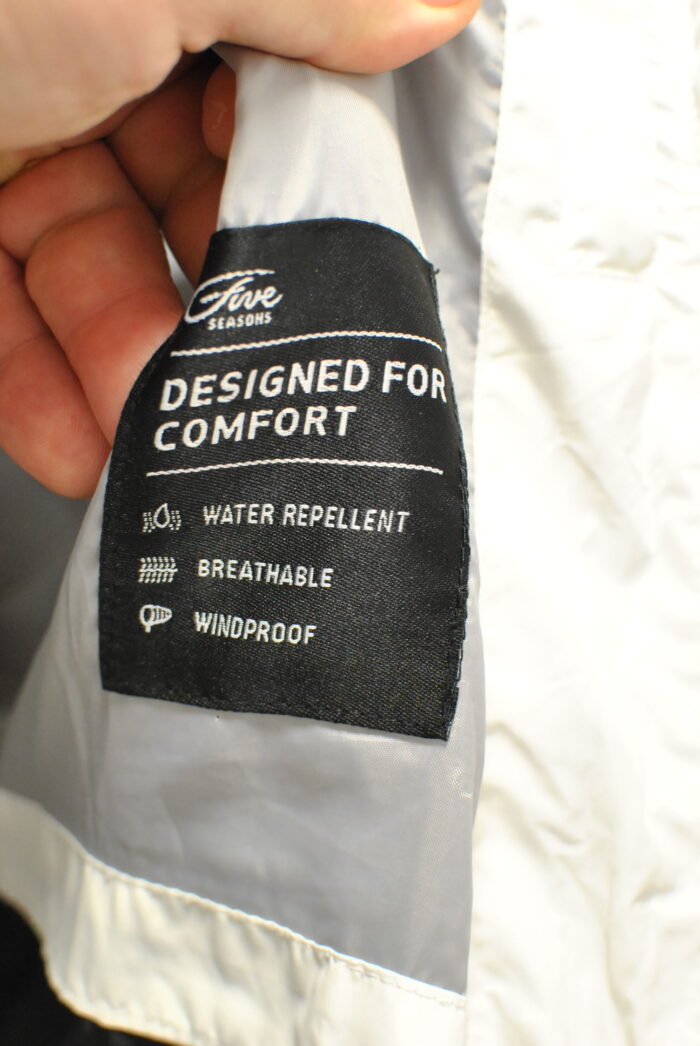 Five
SEASONS
DESIGNED FOR
COMFORT
WATER REPELLENT
BREATHABLE
WINDPROOF